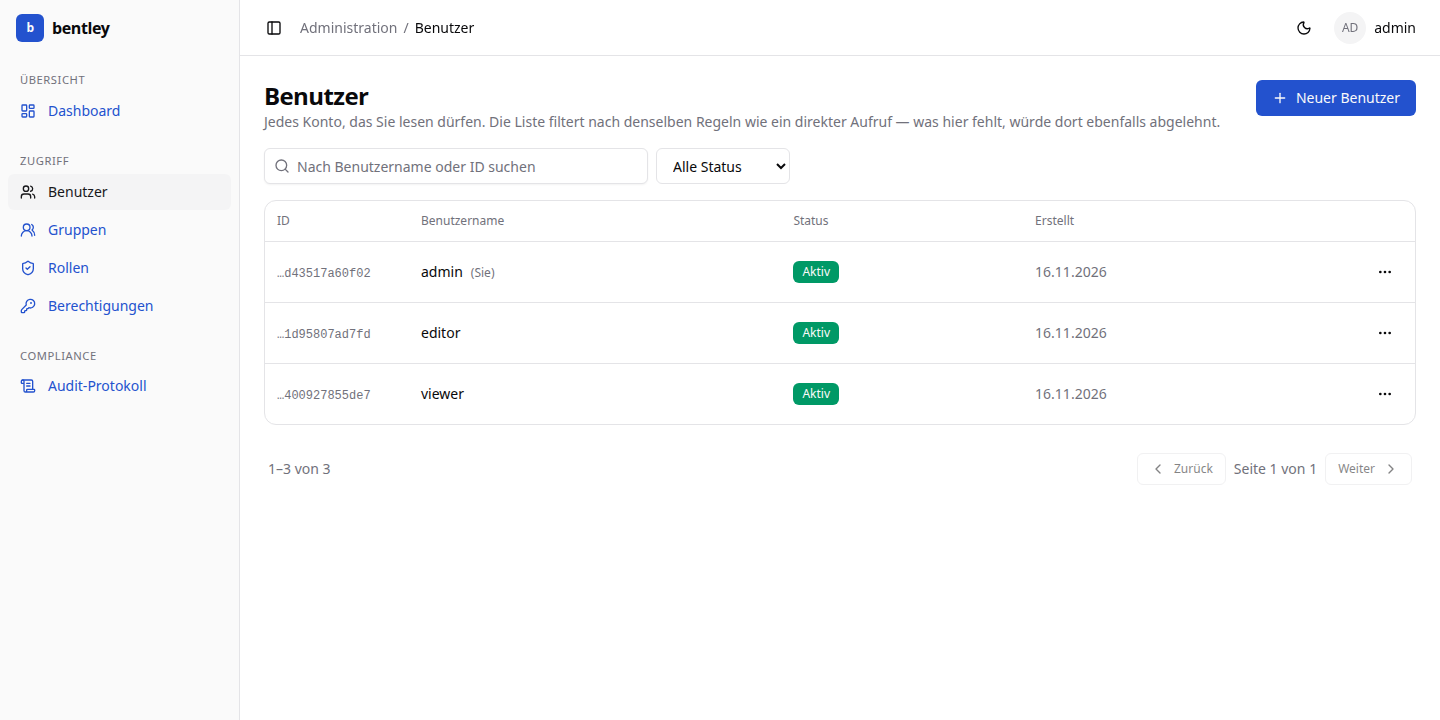 b bentley
Administration / Benutzer
AD admin
ÜBERSICHT
Dashboard
ZUGRIFF
Benutzer
Gruppen
Rollen
Berechtigungen
COMPLIANCE
Audit-Protokoll
Benutzer
Jedes Konto, das Sie lesen dürfen. Die Liste filtert nach denselben Regeln wie ein direkter Aufruf — was hier fehlt, würde dort ebenfalls abgelehnt.
Neuer Benutzer
Nach Benutzername oder ID suchen
Alle Status
ID Benutzername Status Erstellt
…d43517a60f02 admin (Sie) Aktiv 16.11.2026
…1d95807ad7fd editor Aktiv 16.11.2026
…400927855de7 viewer Aktiv 16.11.2026
1–3 von 3
Zurück Seite 1 von 1 Weiter